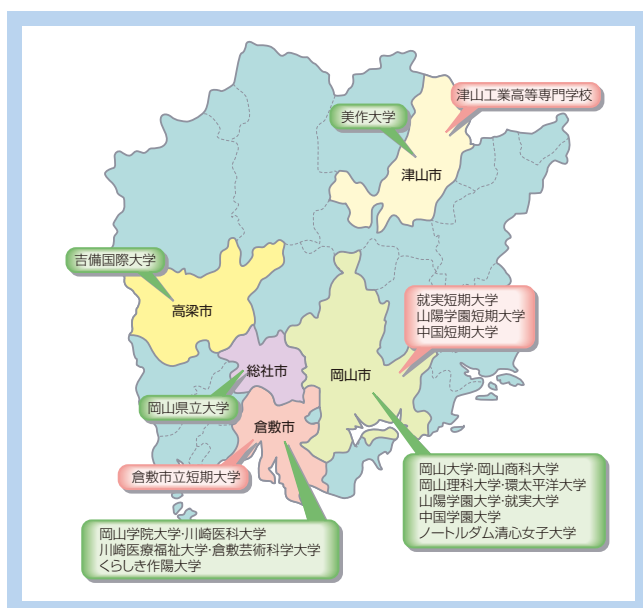 津山工業高等専門学校
美作大学
津山市
吉備国際大学
高梁市
就実短期大学
山陽学園短期大学
中国短期大学
総社市
岡山市
岡山県立大学
倉敷市
倉敷市立短期大学
岡山大学·岡山商科大学
岡山理科大学·環太平洋大学
山陽学園大学·就実大学
中国学園大学
ノートルダム清心女子大学
岡山学院大学·川崎医科大学
川崎医療福祉大学·倉敷芸術科学大学
くらしき作陽大学